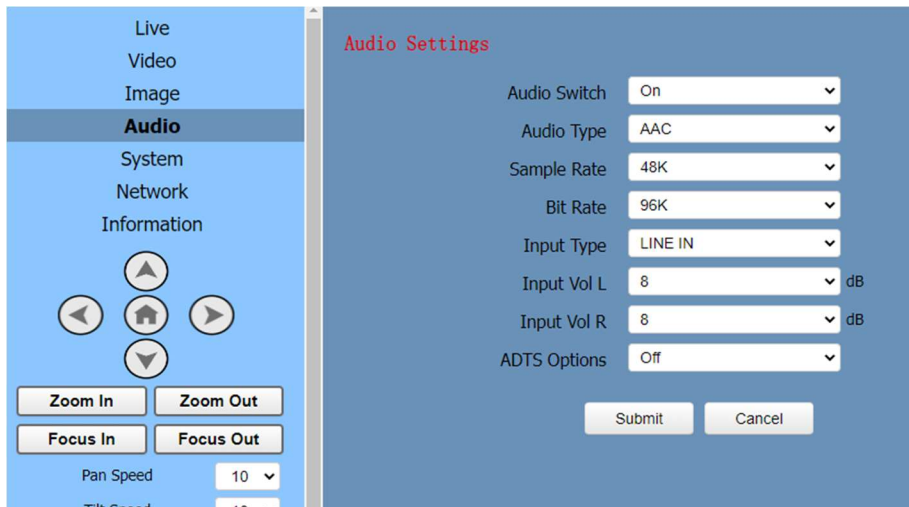 Live
Video
Image
Audio
System
Network
Information
Zoom In Zoom Out
Focus In Focus Out
Pan Speed 10
Audio Settings
Audio Switch On
Audio Type AAC
Sample Rate 48K
Bit Rate 96K
Input Type LINE IN
Input Vol L 8 dB
Input Vol R 8 dB
ADTS Options Off
Submit Cancel